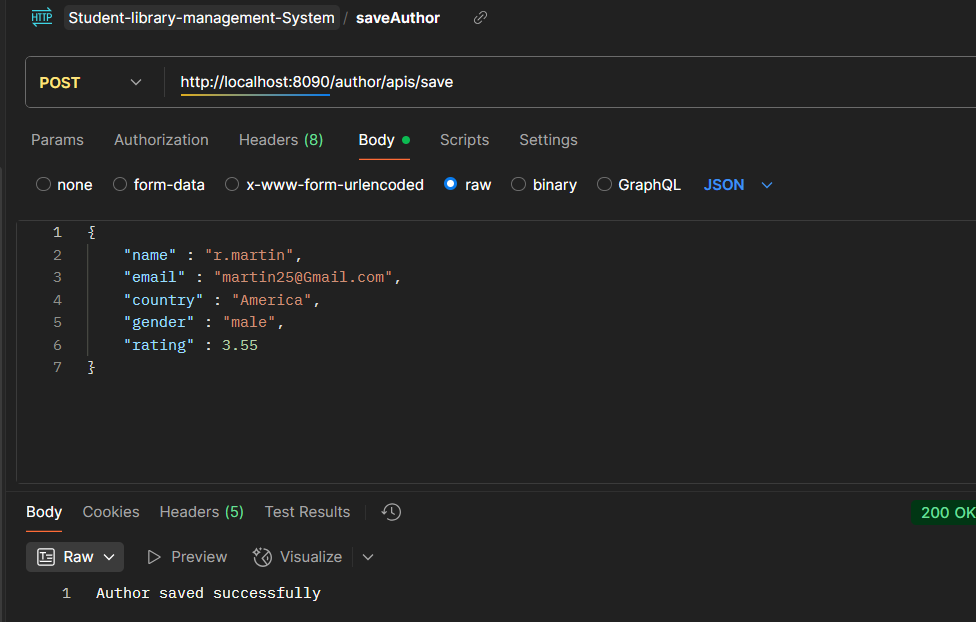 HTTP Student-library-management-System / saveAuthor
POST http://localhost:8090/author/apis/save
Params Authorization Headers (8) Body Scripts Settings
none form-data x-www-form-urlencoded raw binary GraphQL JSON
1 {
2 "name" : "r.martin",
3 "email" : "martin25@Gmail.com",
4 "country" : "America",
5 "gender" : "male",
6 "rating" : 3.55
7 }
Body Cookies Headers (5) Test Results 200 OK
Raw Preview Visualize
1 Author saved successfully